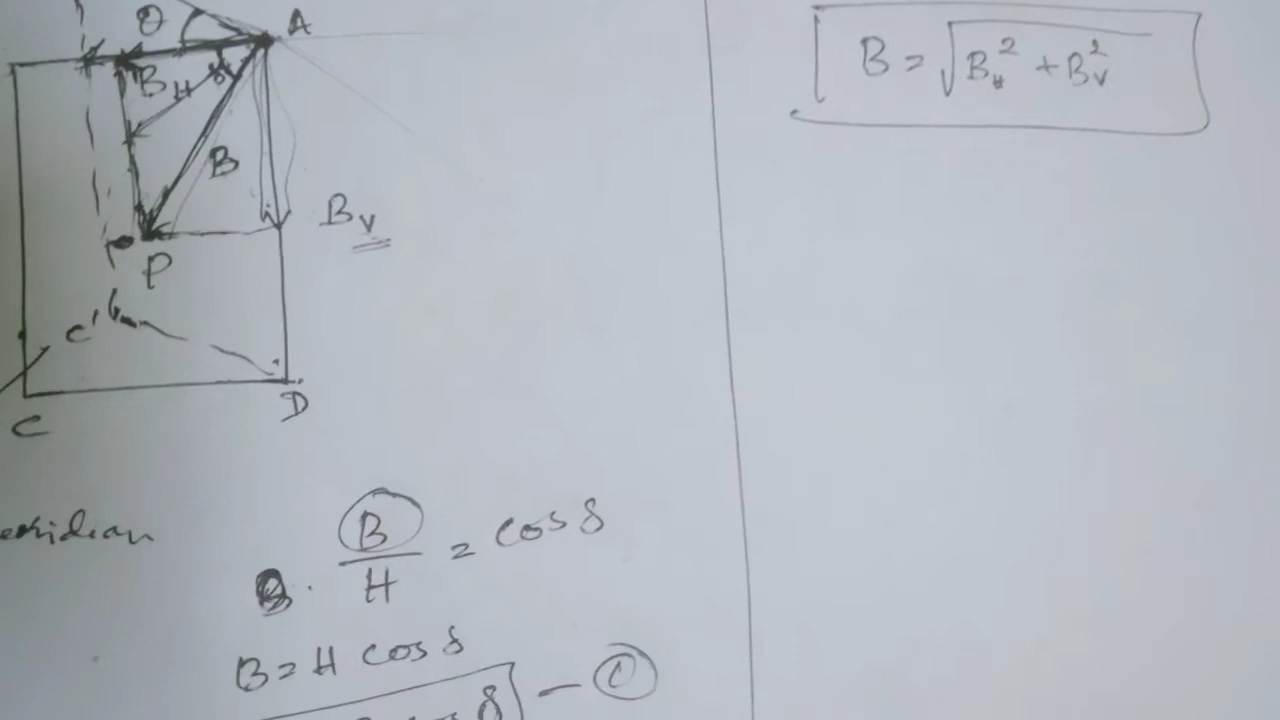 θ A
B_H δ
B
B_V
P
C'
C D
B/H = cos δ
B = H cos δ
δ — ①
B = √(B_H² + B_V²)